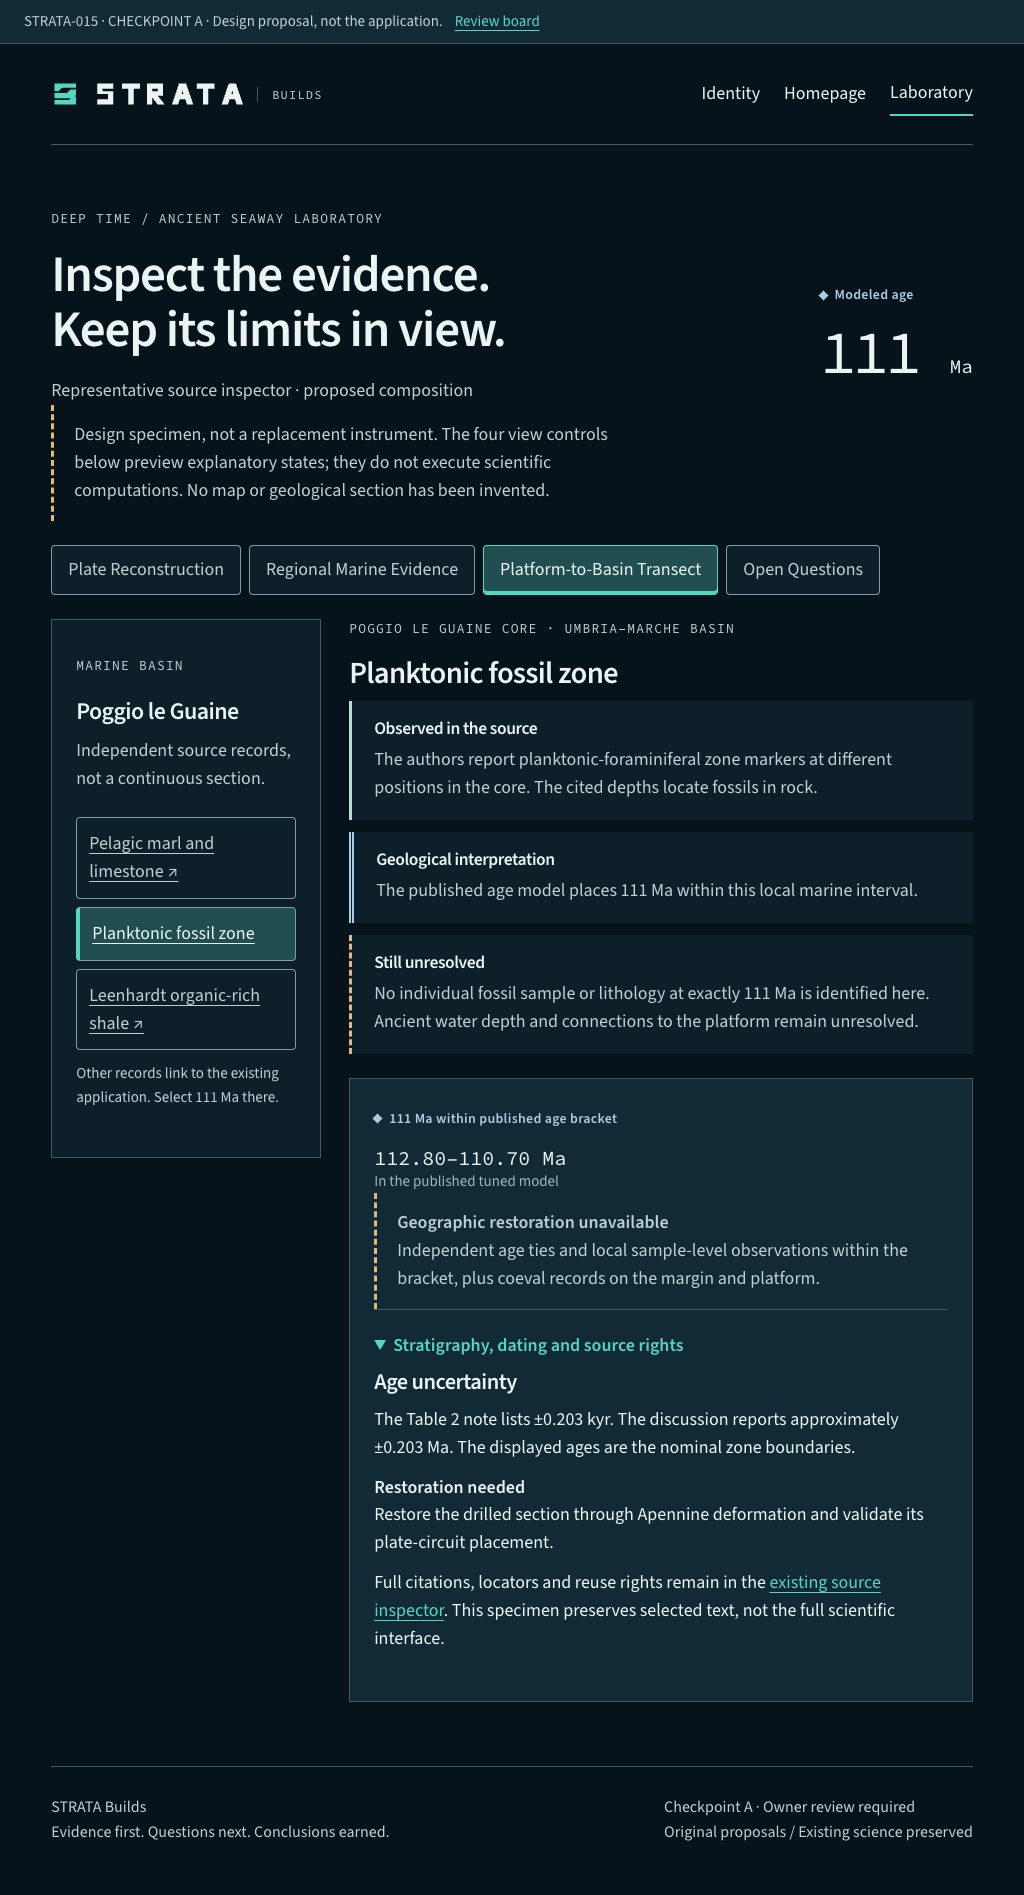 STRATA-015 · CHECKPOINT A · Design proposal, not the application. Review board
STRATA BUILDS
Identity Homepage Laboratory
DEEP TIME / ANCIENT SEAWAY LABORATORY
Inspect the evidence.
Keep its limits in view.
Modeled age
111 Ma
Representative source inspector · proposed composition
Design specimen, not a replacement instrument. The four view controls
below preview explanatory states; they do not execute scientific
computations. No map or geological section has been invented.
Plate Reconstruction Regional Marine Evidence Platform-to-Basin Transect Open Questions
MARINE BASIN
Poggio le Guaine
Independent source records,
not a continuous section.
Pelagic marl and
limestone ↗
Planktonic fossil zone
Leenhardt organic-rich
shale ↗
Other records link to the existing
application. Select 111 Ma there.
POGGIO LE GUAINE CORE · UMBRIA–MARCHE BASIN
Planktonic fossil zone
Observed in the source
The authors report planktonic-foraminiferal zone markers at different
positions in the core. The cited depths locate fossils in rock.
Geological interpretation
The published age model places 111 Ma within this local marine interval.
Still unresolved
No individual fossil sample or lithology at exactly 111 Ma is identified here.
Ancient water depth and connections to the platform remain unresolved.
111 Ma within published age bracket
112.80–110.70 Ma
In the published tuned model
Geographic restoration unavailable
Independent age ties and local sample-level observations within the
bracket, plus coeval records on the margin and platform.
▼ Stratigraphy, dating and source rights
Age uncertainty
The Table 2 note lists ±0.203 kyr. The discussion reports approximately
±0.203 Ma. The displayed ages are the nominal zone boundaries.
Restoration needed
Restore the drilled section through Apennine deformation and validate its
plate-circuit placement.
Full citations, locators and reuse rights remain in the existing source
inspector. This specimen preserves selected text, not the full scientific
interface.
STRATA Builds
Evidence first. Questions next. Conclusions earned.
Checkpoint A · Owner review required
Original proposals / Existing science preserved